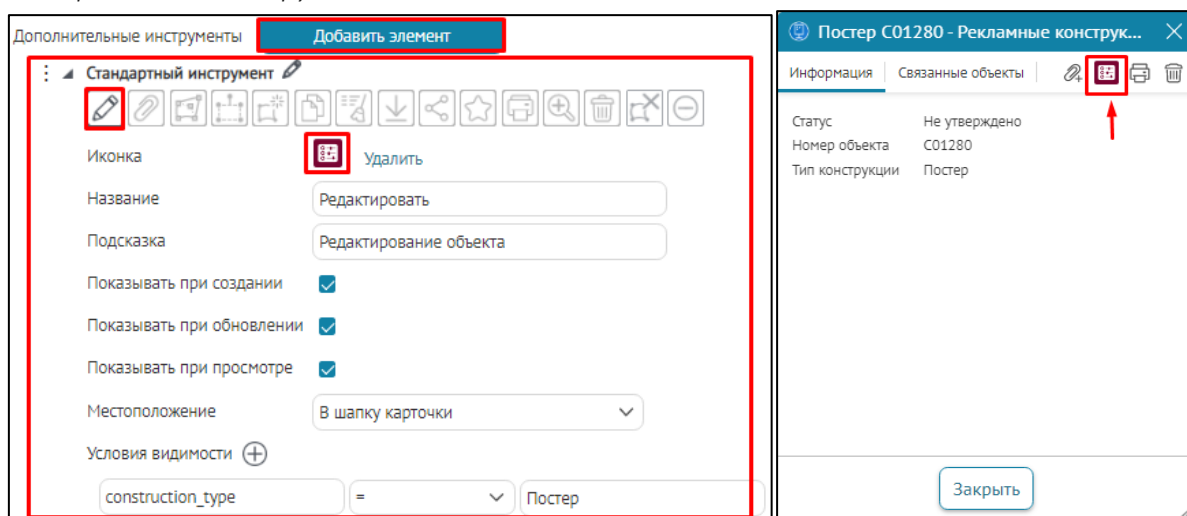 Дополнительные инструменты Добавить элемент
Стандартный инструмент
Иконка Удалить
Название Редактировать
Подсказка Редактирование объекта
Показывать при создании
Показывать при обновлении
Показывать при просмотре
Местоположение В шапку карточки
Условия видимости
construction_type = Постер
Постер C01280 - Рекламные конструк...
Информация Связанные объекты
Статус Не утверждено
Номер объекта C01280
Тип конструкции Постер
Закрыть